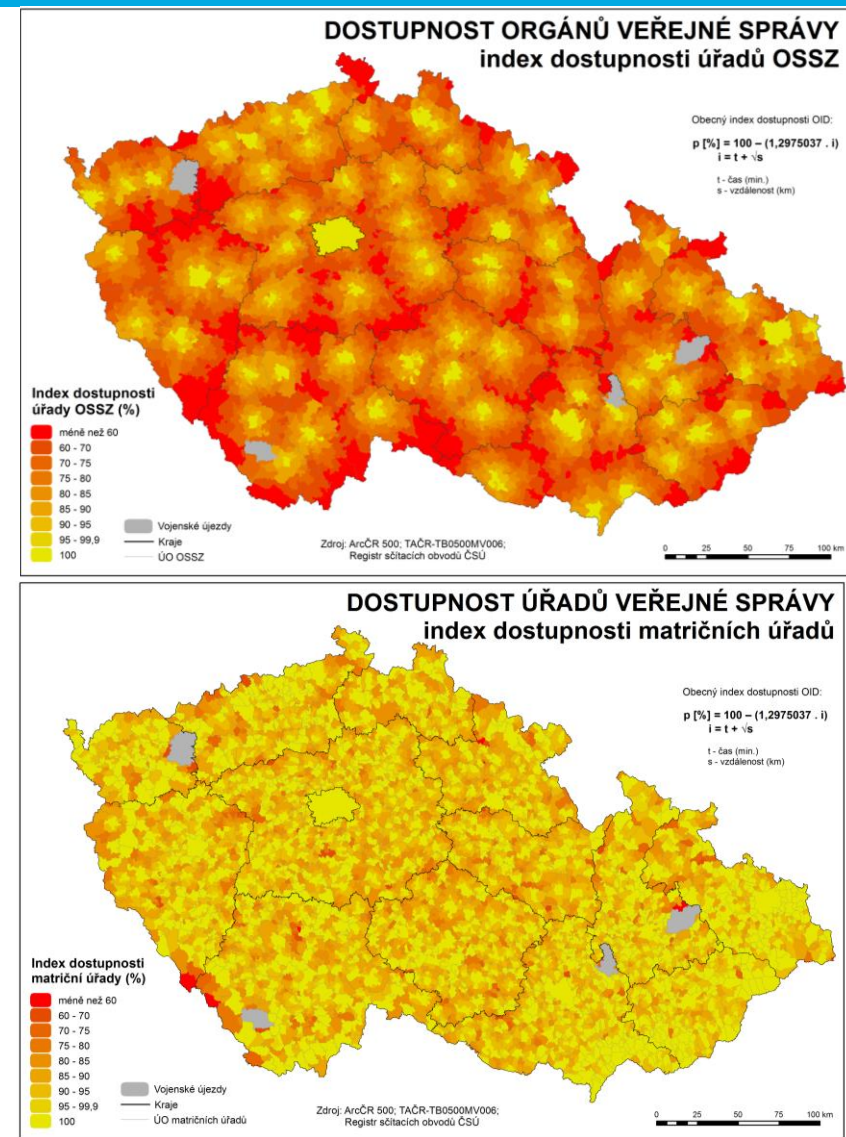 DOSTUPNOST ORGÁNŮ VEŘEJNÉ SPRÁVY
index dostupnosti úřadů OSSZ
Obecný index dostupnosti OID:
p [%] = 100 – (1,2975037 . i)
i = t + √s
t - čas (min.)
s - vzdálenost (km)
Index dostupnosti
úřady OSSZ (%)
méně než 60
60 - 70
70 - 75
75 - 80
80 - 85
85 - 90
90 - 95
95 - 99,9
100
Vojenské újezdy
Kraje
ÚO OSSZ
Zdroj: ArcČR 500; TAČR-TB0500MV006;
Registr sčítacích obvodů ČSÚ
0 25 50 75 100 km
DOSTUPNOST ÚŘADŮ VEŘEJNÉ SPRÁVY
index dostupnosti matričních úřadů
Obecný index dostupnosti OID:
p [%] = 100 – (1,2975037 . i)
i = t + √s
t - čas (min.)
s - vzdálenost (km)
Index dostupnosti
matriční úřady (%)
méně než 60
60 - 70
70 - 75
75 - 80
80 - 85
85 - 90
90 - 95
95 - 99,9
100
Vojenské újezdy
Kraje
ÚO matričních úřadů
Zdroj: ArcČR 500; TAČR-TB0500MV006;
Registr sčítacích obvodů ČSÚ
0 25 50 75 100 km